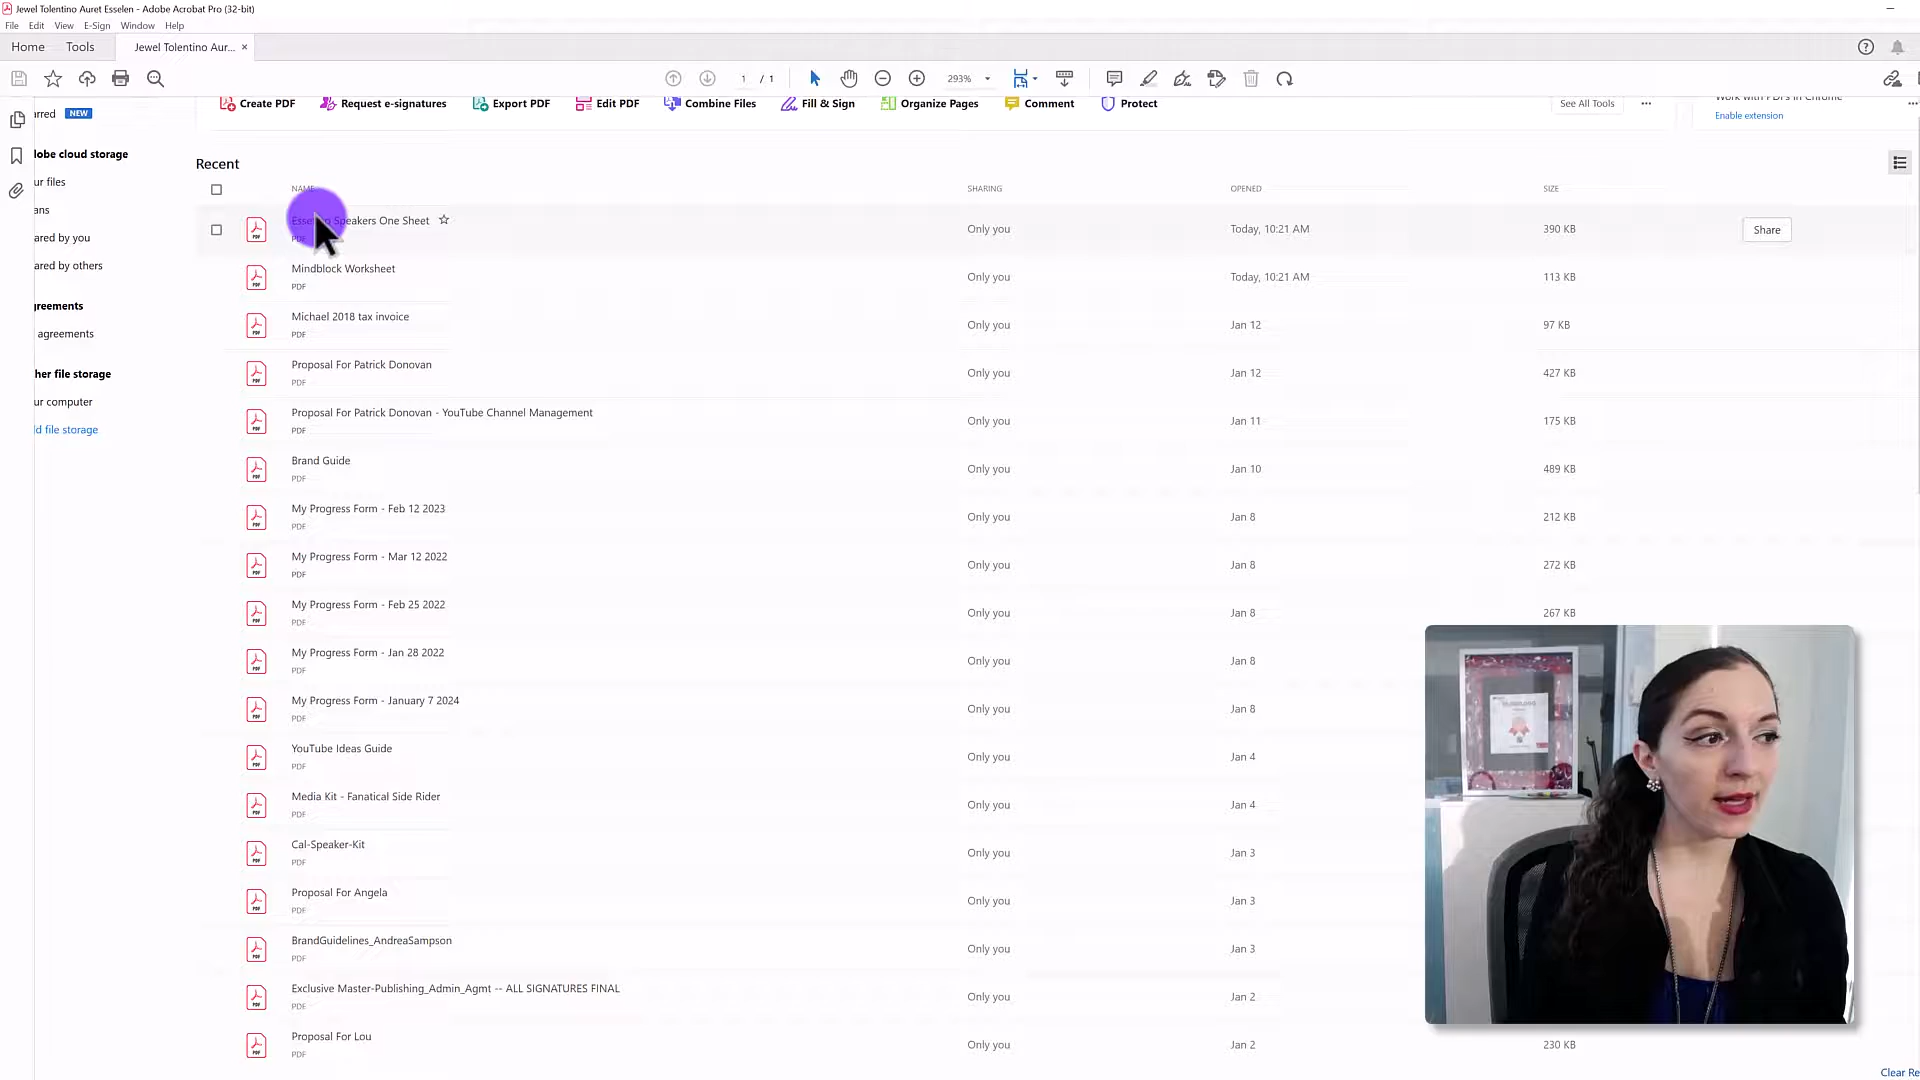 Jewel Tolentino Auret Esselen - Adobe Acrobat Pro (32-bit)
File Edit View E-Sign Window Help
Home Tools Jewel Tolentino Aur... ×
1 / 1 293%
arred NEW
Create PDF Request e-signatures Export PDF Edit PDF Combine Files Fill & Sign Organize Pages Comment Protect See All Tools ...
Work with PDFs in Chrome
Enable extension
dobe cloud storage
ur files
ans
ared by you
ared by others
greements
agreements
her file storage
ur computer
d file storage
Recent
NAME SHARING OPENED SIZE
Speakers One Sheet Only you Today, 10:21 AM 390 KB Share
PDF
Mindblock Worksheet Only you Today, 10:21 AM 113 KB
PDF
Michael 2018 tax invoice Only you Jan 12 97 KB
PDF
Proposal For Patrick Donovan Only you Jan 12 427 KB
PDF
Proposal For Patrick Donovan - YouTube Channel Management Only you Jan 11 175 KB
PDF
Brand Guide Only you Jan 10 489 KB
PDF
My Progress Form - Feb 12 2023 Only you Jan 8 212 KB
PDF
My Progress Form - Mar 12 2022 Only you Jan 8 272 KB
PDF
My Progress Form - Feb 25 2022 Only you Jan 8 267 KB
PDF
My Progress Form - Jan 28 2022 Only you Jan 8
PDF
My Progress Form - January 7 2024 Only you Jan 8
PDF
YouTube Ideas Guide Only you Jan 4
PDF
Media Kit - Fanatical Side Rider Only you Jan 4
PDF
Cal-Speaker-Kit Only you Jan 3
PDF
Proposal For Angela Only you Jan 3
PDF
BrandGuidelines_AndreaSampson Only you Jan 3
PDF
Exclusive Master-Publishing_Admin_Agmt -- ALL SIGNATURES FINAL Only you Jan 2
PDF
Proposal For Lou Only you Jan 2 230 KB
PDF
Clear Re